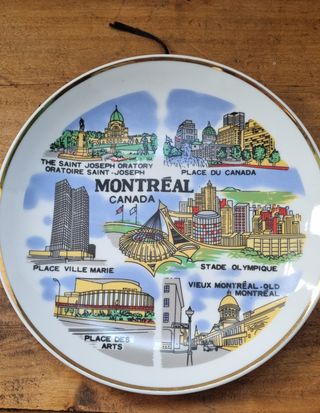 THE SAINT JOSEPH ORATORY
ORATOIRE SAINT-JOSEPH
PLACE DU CANADA
MONTRÉAL
CANADA
PLACE VILLE MARIE
STADE OLYMPIQUE
VIEUX MONTRÉAL-OLD
MONTREAL
PLACE DES
ARTS